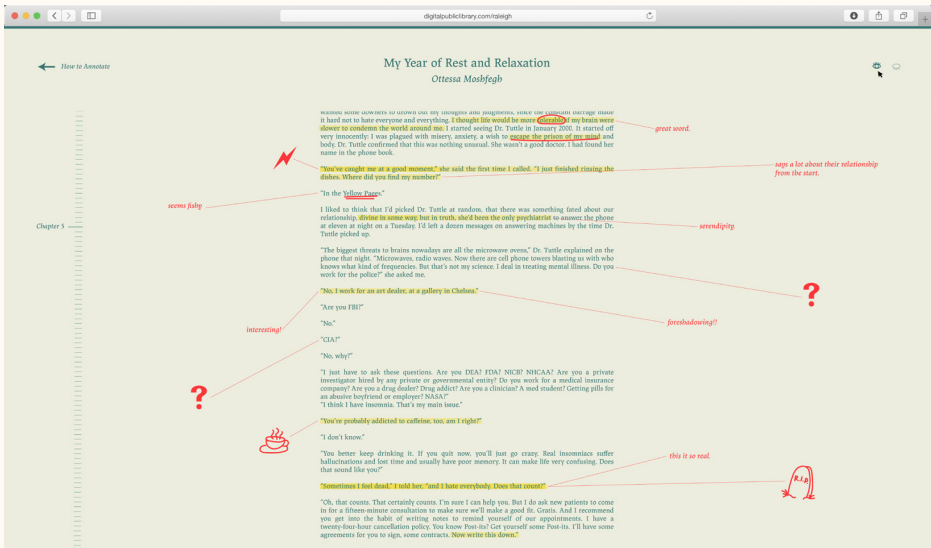 digitalpubliclibrary.com/raleigh
How to Annotate
My Year of Rest and Relaxation
Ottessa Moshfegh
wanted some downers to drown out my thoughts and judgments, since the constant barrage made
it hard not to hate everyone and everything. I thought life would be more tolerable if my brain were
slower to condemn the world around me. I started seeing Dr. Tuttle in January 2000. It started off
very innocently: I was plagued with misery, anxiety, a wish to escape the prison of my mind and
body. Dr. Tuttle confirmed that this was nothing unusual. She wasn't a good doctor. I had found her
name in the phone book.
great word.
"You've caught me at a good moment," she said the first time I called. "I just finished rinsing the
dishes. Where did you find my number?"
says a lot about their relationship
from the start.
"In the Yellow Pages."
seems fishy
I liked to think that I'd picked Dr. Tuttle at random, that there was something fated about our
relationship, divine in some way, but in truth, she'd been the only psychiatrist to answer the phone
at eleven at night on a Tuesday. I'd left a dozen messages on answering machines by the time Dr.
Tuttle picked up.
Chapter 5
serendipity.
"The biggest threats to brains nowadays are all the microwave ovens," Dr. Tuttle explained on the
phone that night. "Microwaves, radio waves. Now there are cell phone towers blasting us with who
knows what kind of frequencies. But that's not my science. I deal in treating mental illness. Do you
work for the police?" she asked me.
?
"No, I work for an art dealer, at a gallery in Chelsea."
"Are you FBI?"
foreshadowing!!
interesting!
"No."
"CIA?"
"No, why?"
?
"I just have to ask these questions. Are you DEA? FDA? NICB? NHCAA? Are you a private
investigator hired by any private or governmental entity? Do you work for a medical insurance
company? Are you a drug dealer? Drug addict? Are you a clinician? A med student? Getting pills for
an abusive boyfriend or employer? NASA?"
"I think I have insomnia. That's my main issue."
"You're probably addicted to caffeine, too, am I right?"
"I don't know."
"You better keep drinking it. If you quit now, you'll just go crazy. Real insomniacs suffer
hallucinations and lost time and usually have poor memory. It can make life very confusing. Does
that sound like you?"
this it so real.
"Sometimes I feel dead," I told her, "and I hate everybody. Does that count?"
R.I.P.
"Oh, that counts. That certainly counts. I'm sure I can help you. But I do ask new patients to come
in for a fifteen-minute consultation to make sure we'll make a good fit. Gratis. And I recommend
you get into the habit of writing notes to remind yourself of our appointments. I have a
twenty-four-hour cancellation policy. You know Post-its? Get yourself some Post-its. I'll have some
agreements for you to sign, some contracts. Now write this down."